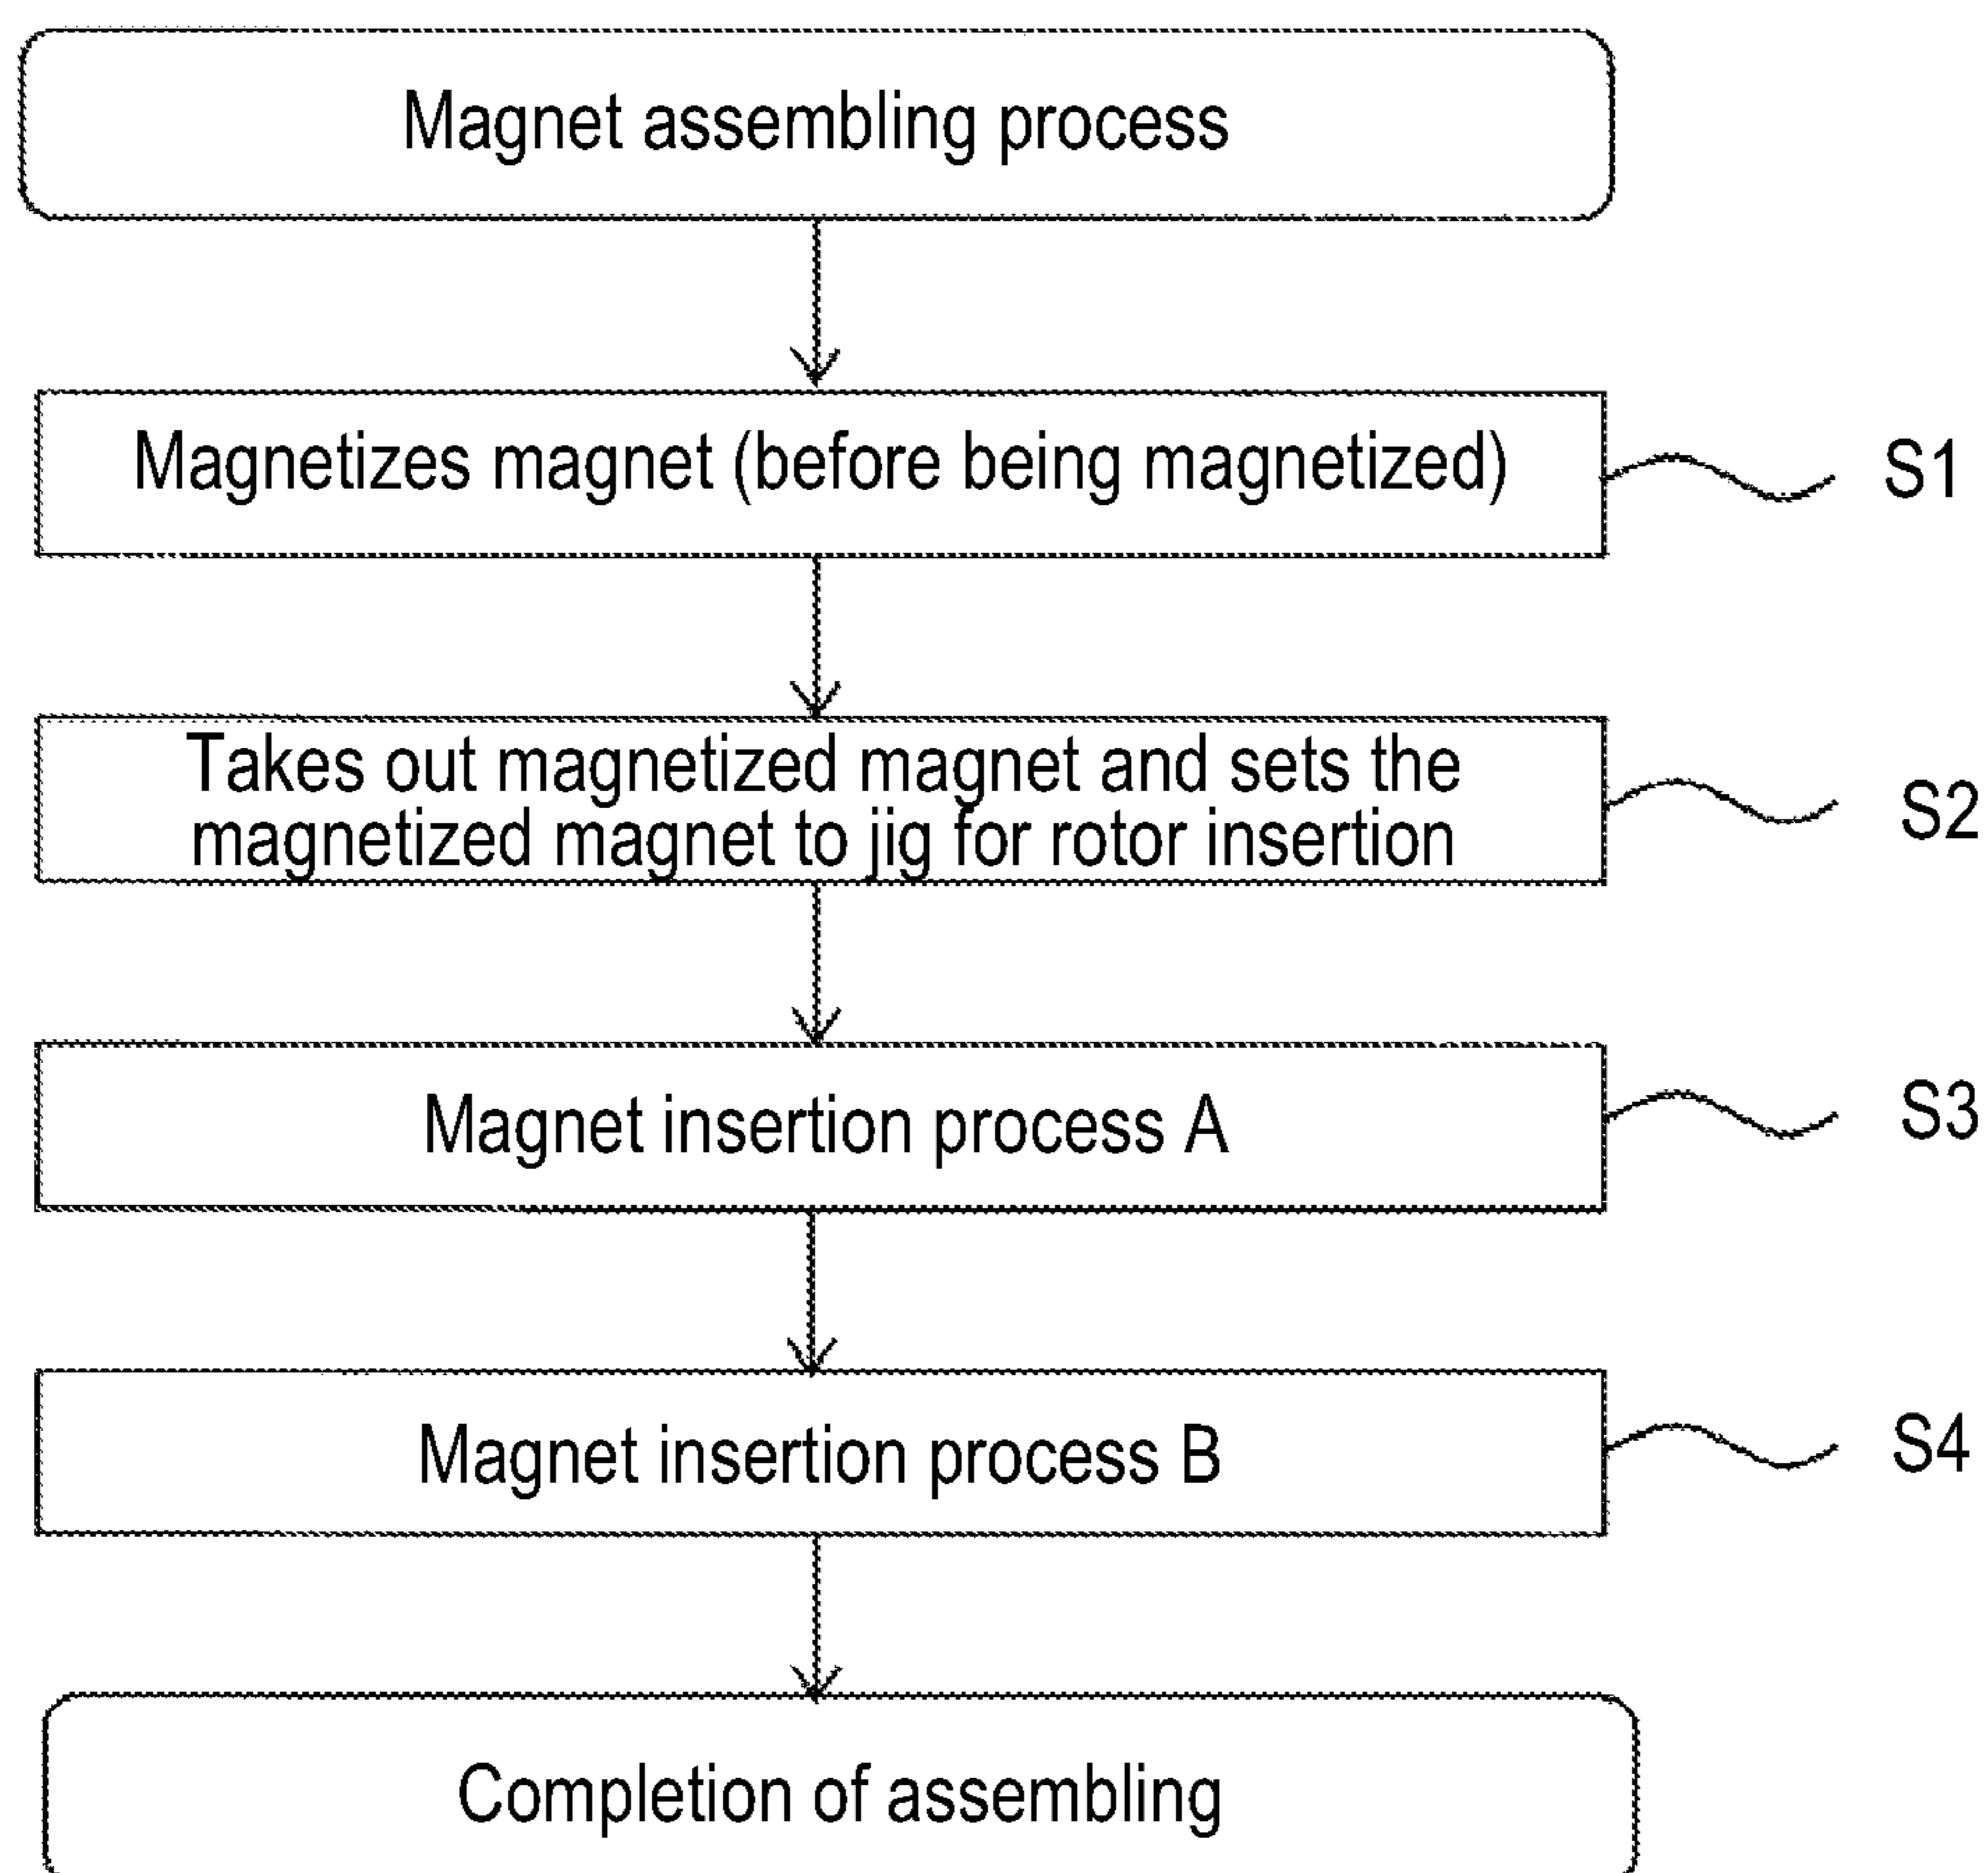 Magnet assembling process
Magnetizes magnet (before being magnetized)
S1
Takes out magnetized magnet and sets the
magnetized magnet to jig for rotor insertion
S2
Magnet insertion process A
S3
Magnet insertion process B
S4
Completion of assembling